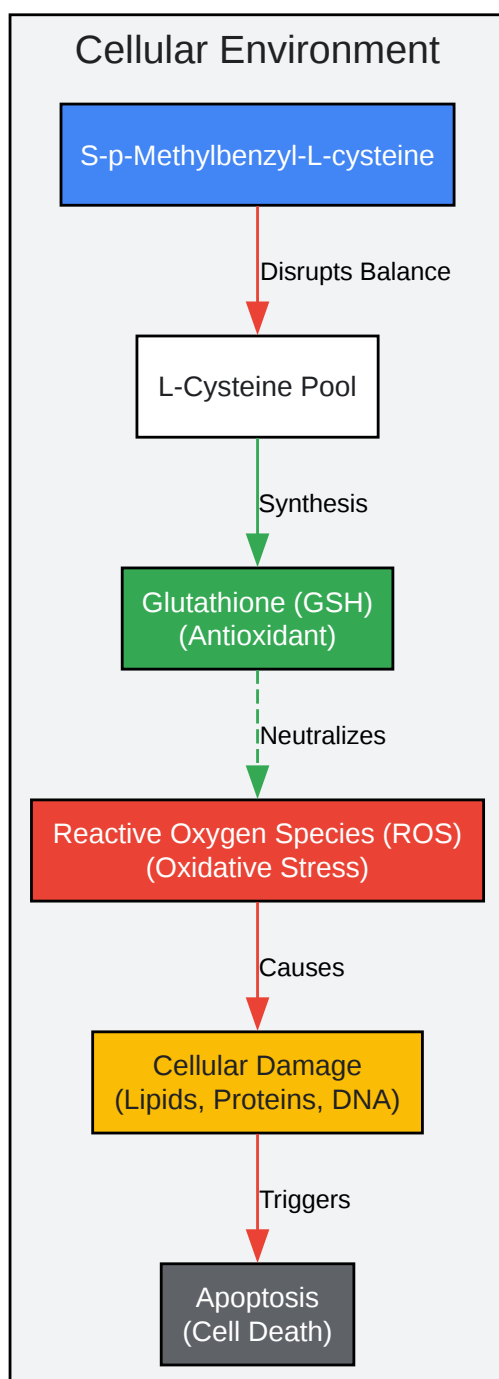 Cellular Environment
S-p-Methylbenzyl-L-cysteine
Disrupts Balance
L-Cysteine Pool
Synthesis
Glutathione (GSH)
(Antioxidant)
Neutralizes
Reactive Oxygen Species (ROS)
(Oxidative Stress)
Causes
Cellular Damage
(Lipids, Proteins, DNA)
Triggers
Apoptosis
(Cell Death)